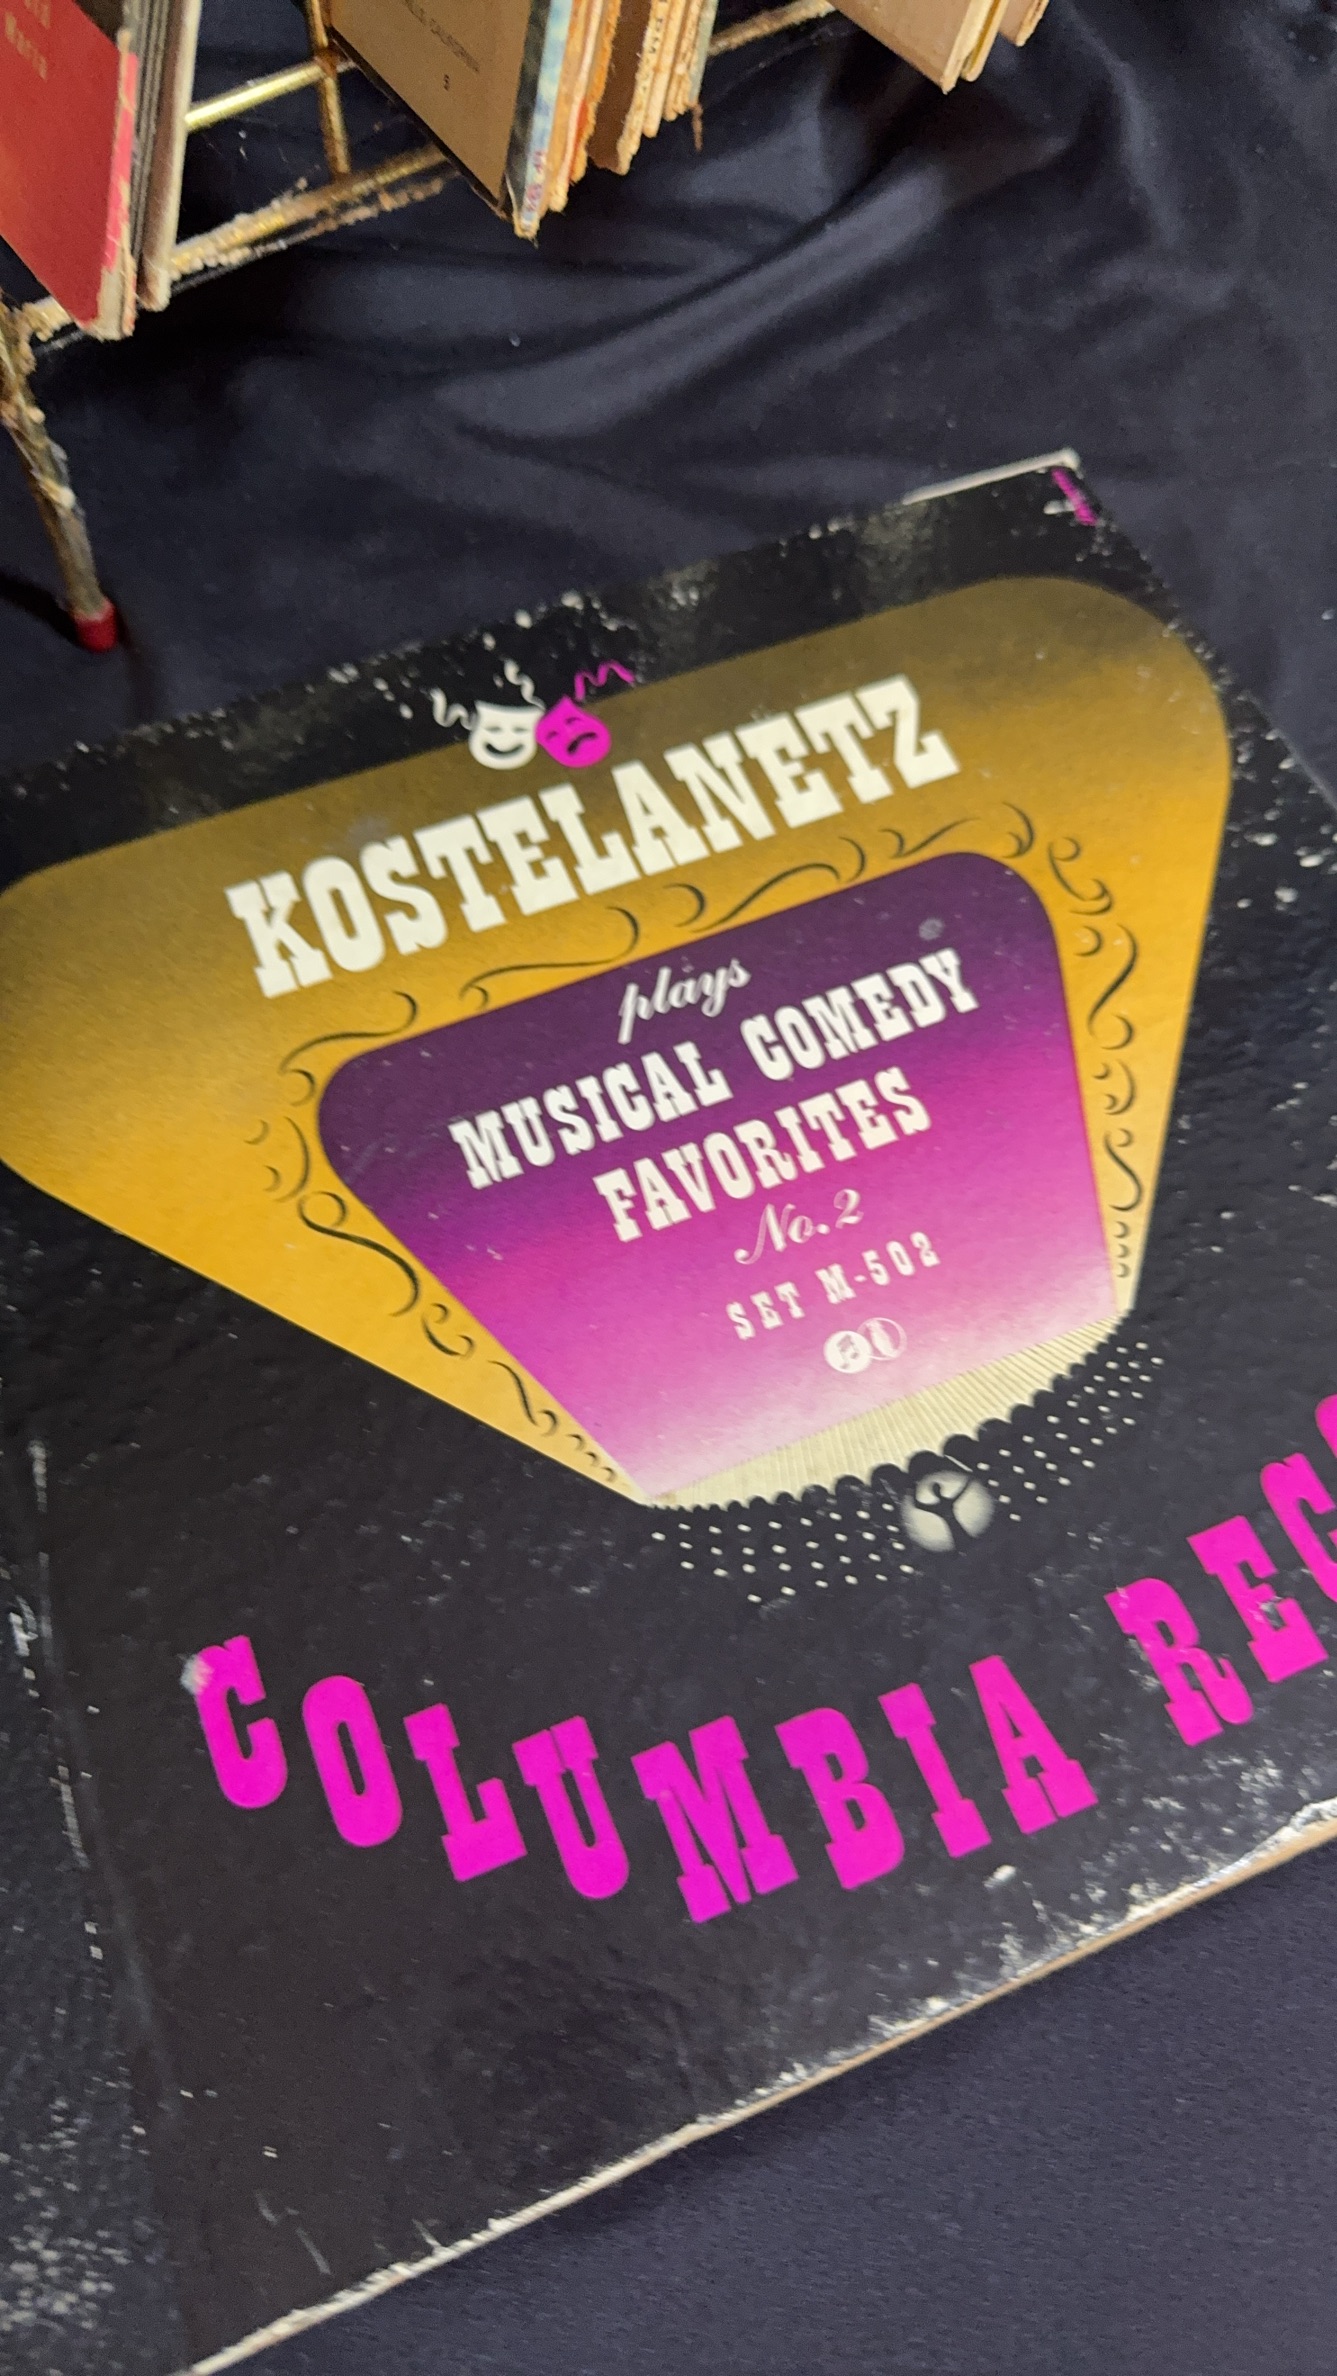 KOSTELANETZ
plays
MUSICAL COMEDY
FAVORITES
No. 2
SET M-502
COLUMBIA REC